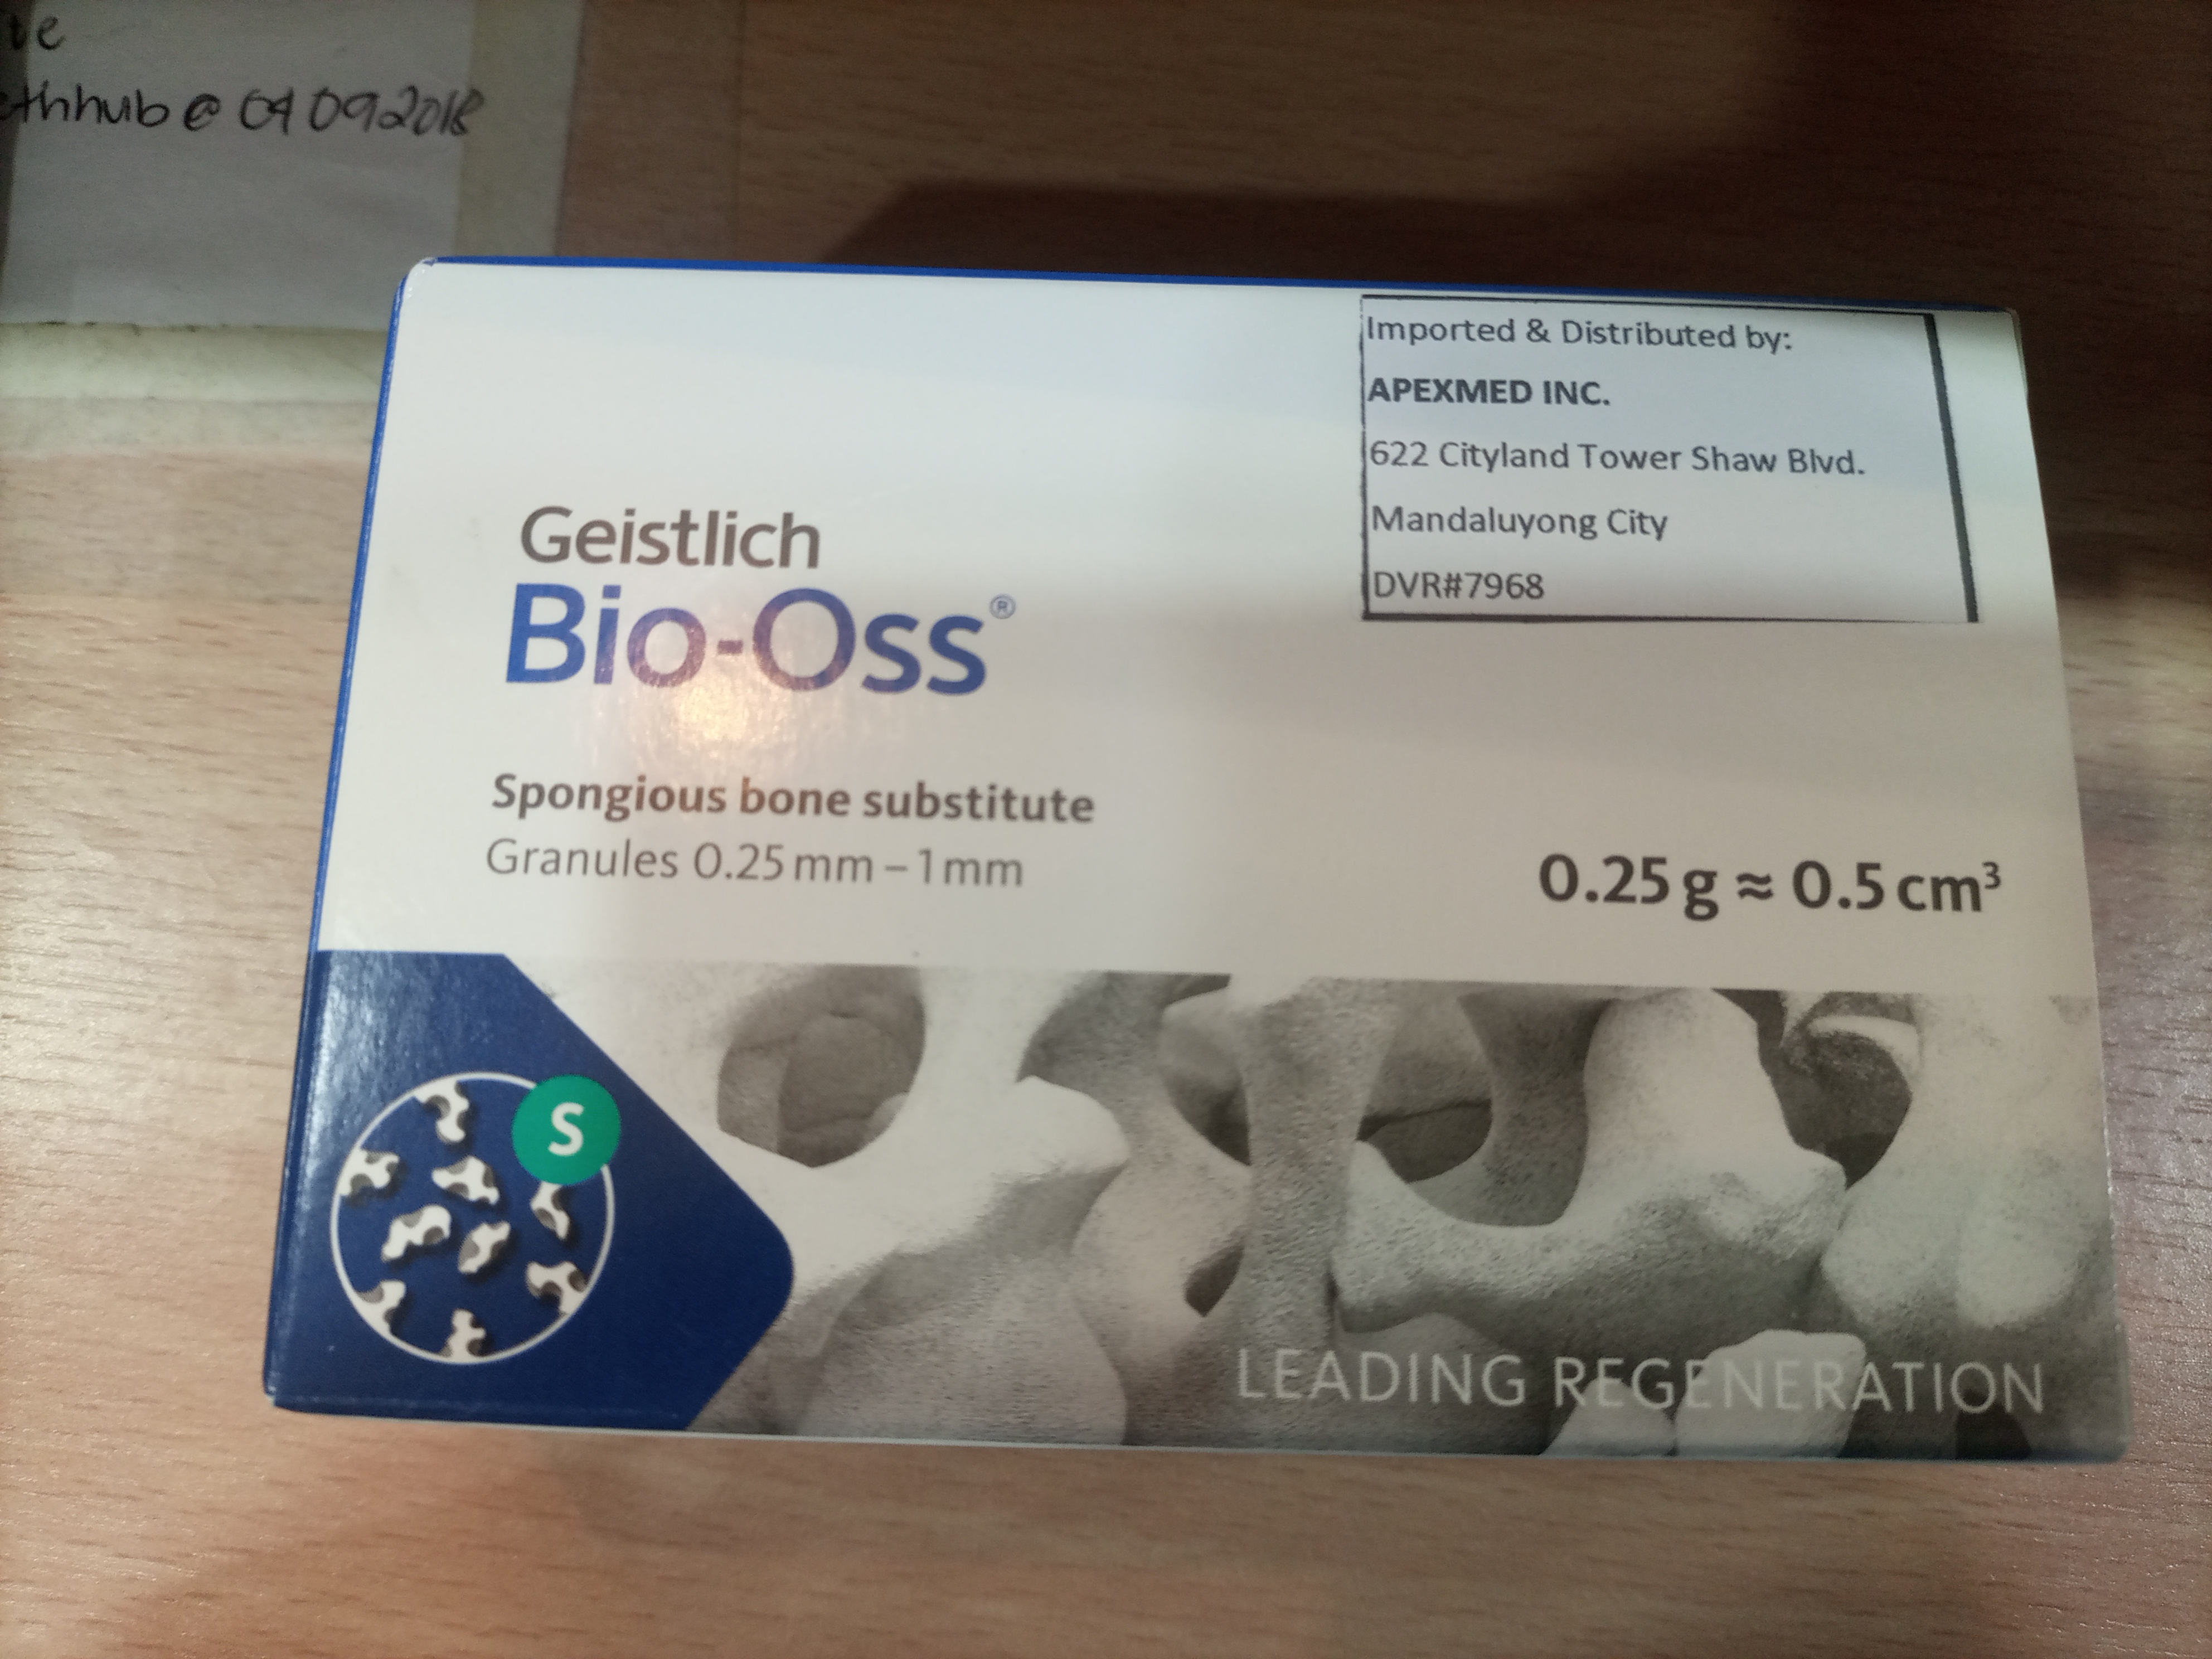 @ 04092018
Imported & Distributed by:
APEXMED INC.
622 Cityland Tower Shaw Blvd.
Mandaluyong City
DVR#7968
Geistlich
Bio-Oss®
Spongious bone substitute
Granules 0.25 mm – 1 mm
0.25 g ≈ 0.5 cm³
S
LEADING REGENERATION